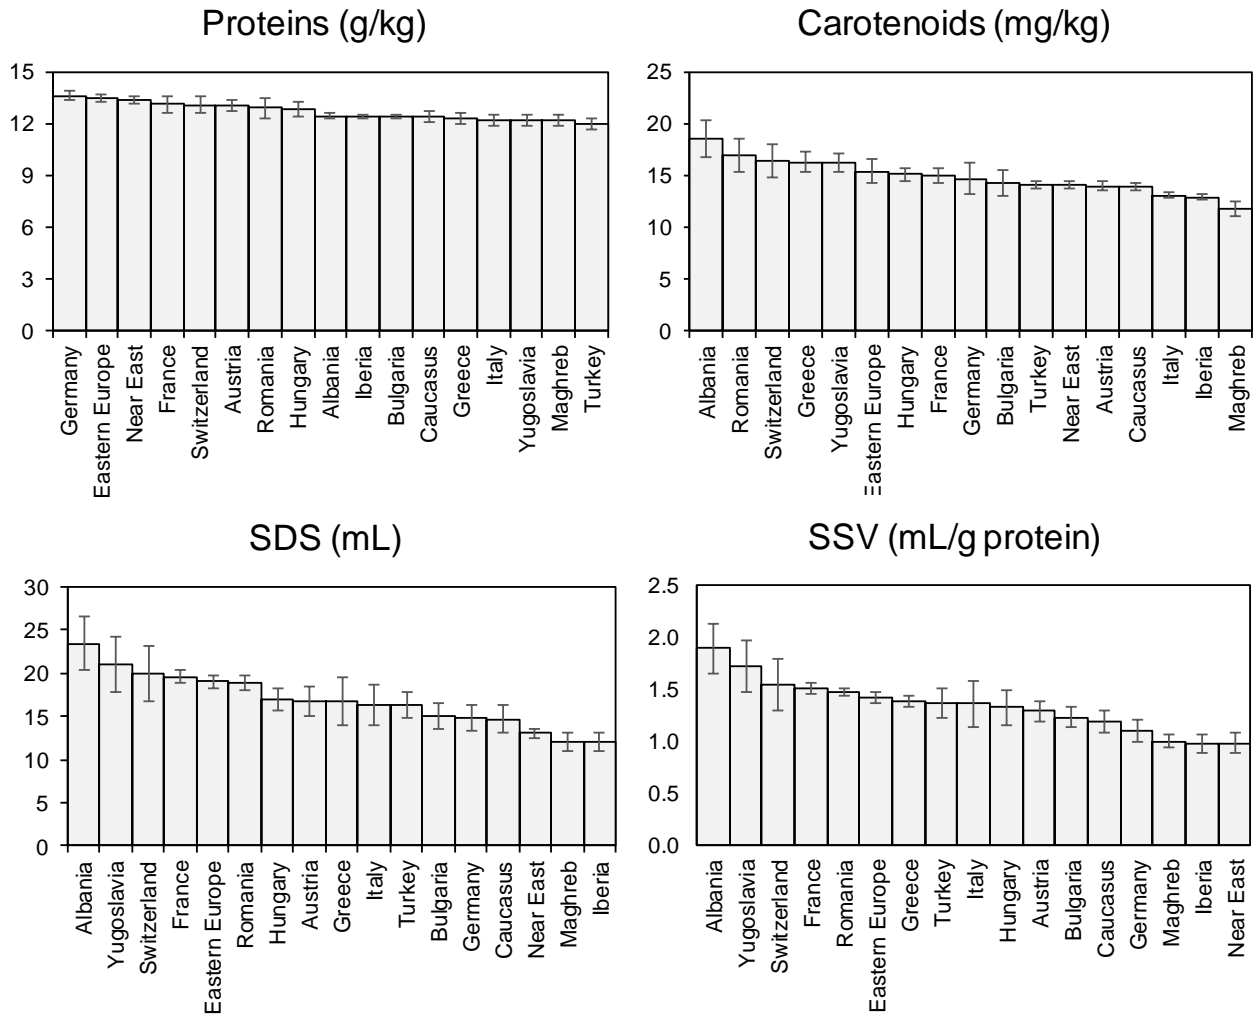 Proteins (g/kg)
15
12
9
6
3
0
Germany
Eastern Europe
Near East
France
Switzerland
Austria
Romania
Hungary
Albania
Iberia
Bulgaria
Caucasus
Greece
Italy
Yugoslavia
Maghreb
Turkey
Carotenoids (mg/kg)
25
20
15
10
5
0
Albania
Romania
Switzerland
Greece
Yugoslavia
Eastern Europe
Hungary
France
Germany
Bulgaria
Turkey
Near East
Austria
Caucasus
Italy
Iberia
Maghreb
SDS (mL)
30
25
20
15
10
5
0
Albania
Yugoslavia
Switzerland
France
Eastern Europe
Romania
Hungary
Austria
Greece
Italy
Turkey
Bulgaria
Germany
Caucasus
Near East
Maghreb
Iberia
SSV (mL/g protein)
2.5
2.0
1.5
1.0
0.5
0.0
Albania
Yugoslavia
Switzerland
France
Romania
Eastern Europe
Greece
Turkey
Italy
Hungary
Austria
Bulgaria
Caucasus
Germany
Maghreb
Iberia
Near East